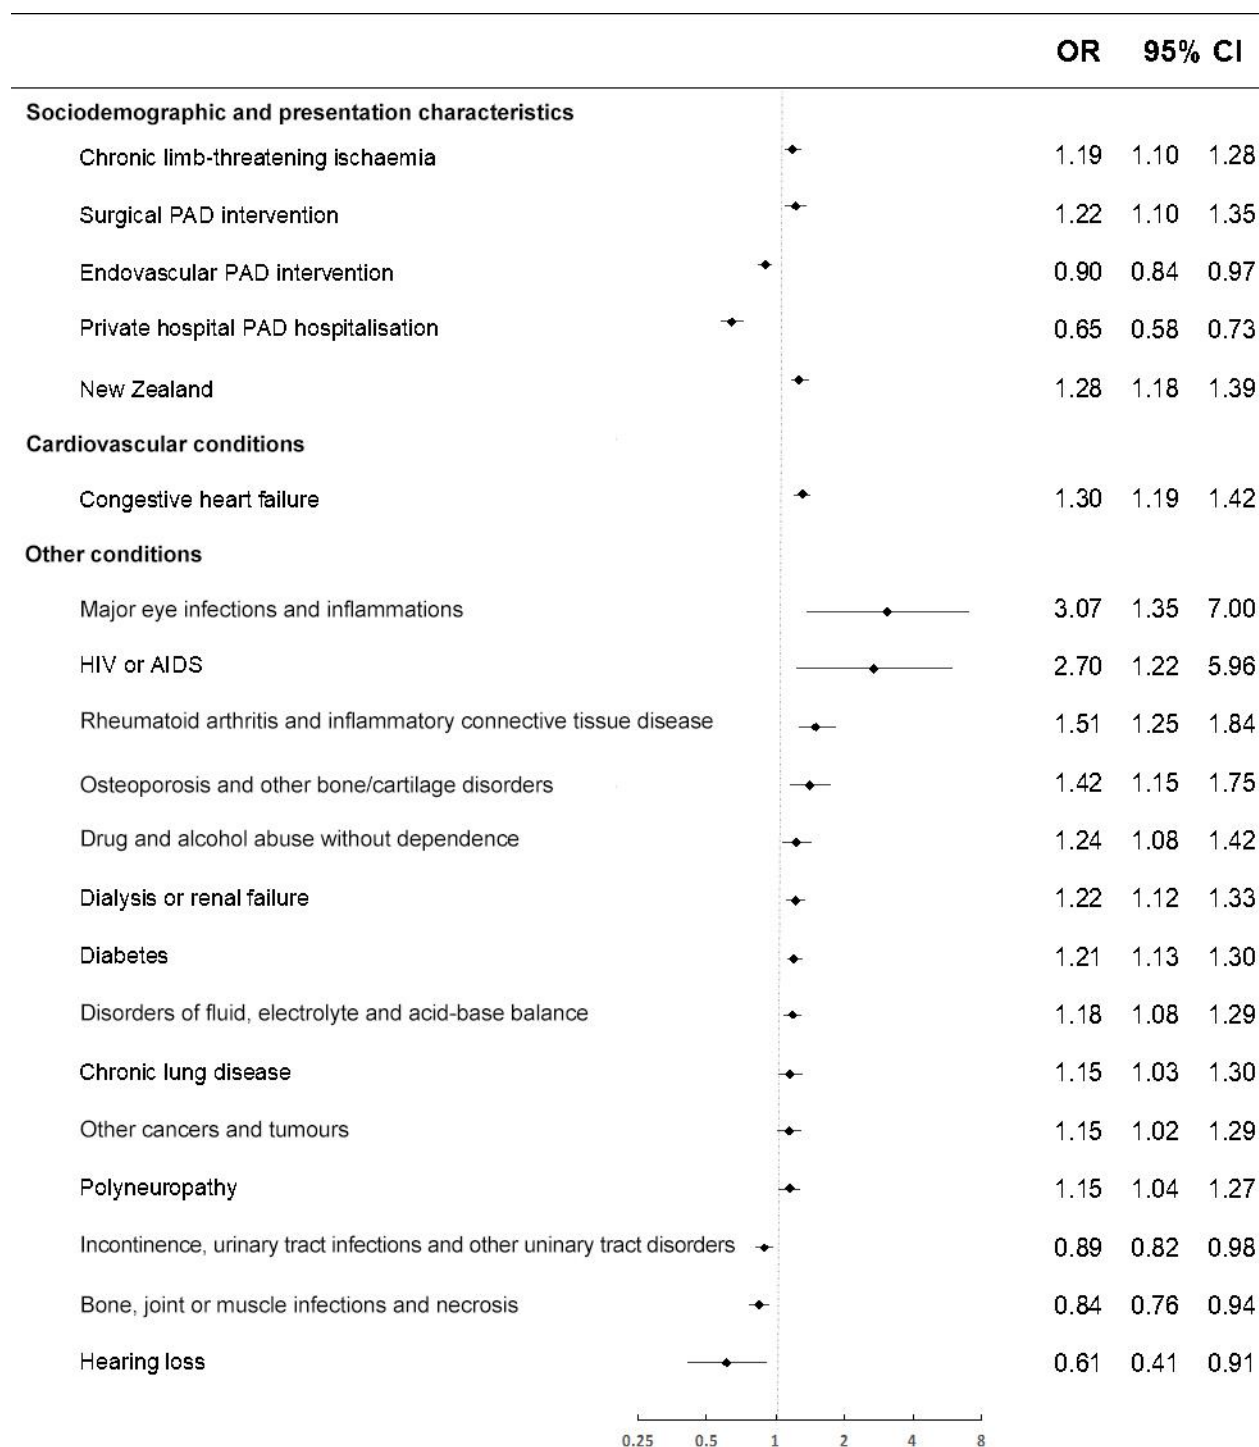 OR 95% CI
Sociodemographic and presentation characteristics
Chronic limb-threatening ischaemia 1.19 1.10 1.28
Surgical PAD intervention 1.22 1.10 1.35
Endovascular PAD intervention 0.90 0.84 0.97
Private hospital PAD hospitalisation 0.65 0.58 0.73
New Zealand 1.28 1.18 1.39
Cardiovascular conditions
Congestive heart failure 1.30 1.19 1.42
Other conditions
Major eye infections and inflammations 3.07 1.35 7.00
HIV or AIDS 2.70 1.22 5.96
Rheumatoid arthritis and inflammatory connective tissue disease 1.51 1.25 1.84
Osteoporosis and other bone/cartilage disorders 1.42 1.15 1.75
Drug and alcohol abuse without dependence 1.24 1.08 1.42
Dialysis or renal failure 1.22 1.12 1.33
Diabetes 1.21 1.13 1.30
Disorders of fluid, electrolyte and acid-base balance 1.18 1.08 1.29
Chronic lung disease 1.15 1.03 1.30
Other cancers and tumours 1.15 1.02 1.29
Polyneuropathy 1.15 1.04 1.27
Incontinence, urinary tract infections and other uninary tract disorders 0.89 0.82 0.98
Bone, joint or muscle infections and necrosis 0.84 0.76 0.94
Hearing loss 0.61 0.41 0.91
0.25 0.5 1 2 4 8